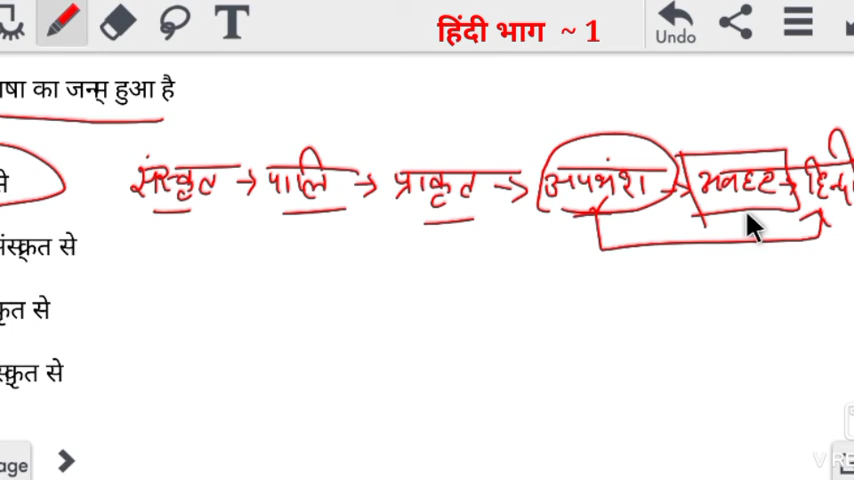 हिंदी भाग ~ 1
Undo
षा का जन्म् हुआ है
से
संस्कृत → पालि → प्राकृत → अपभ्रंश → अवहट्ट → हिन्दी
संस्कृत से
कृत से
स्कृत से
age